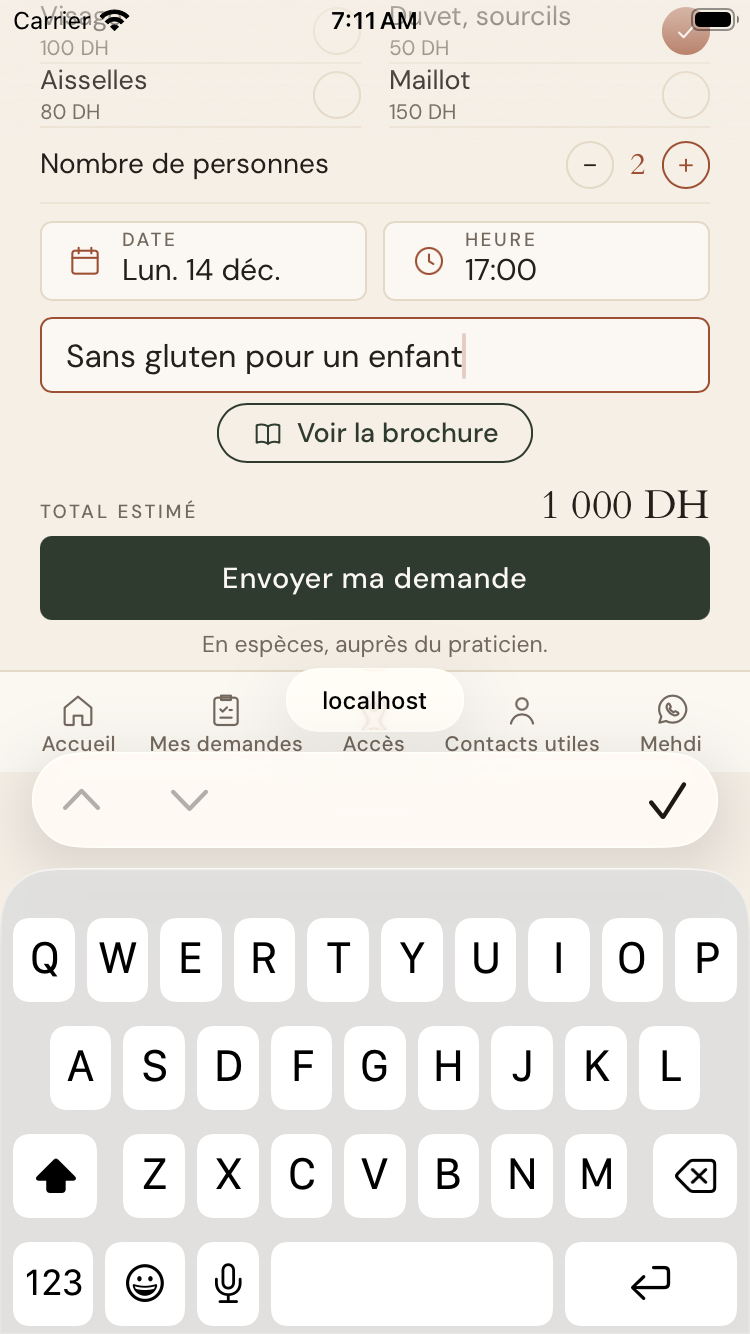 Carrier 7:11 AM
Visage Duvet, sourcils
100 DH 50 DH
Aisselles Maillot
80 DH 150 DH
Nombre de personnes − 2 +
DATE HEURE
Lun. 14 déc. 17:00
Sans gluten pour un enfant
Voir la brochure
TOTAL ESTIMÉ 1 000 DH
Envoyer ma demande
En espèces, auprès du praticien.
localhost
Accueil Mes demandes Accès Contacts utiles Mehdi
Q W E R T Y U I O P
A S D F G H J K L
Z X C V B N M
123